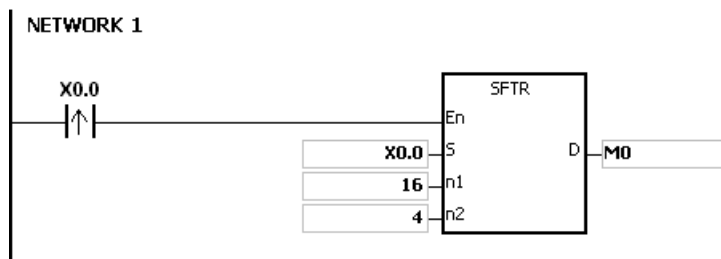 NETWORK 1
X0.0
SFTR
En
X0.0 S D M0
16 n1
4 n2